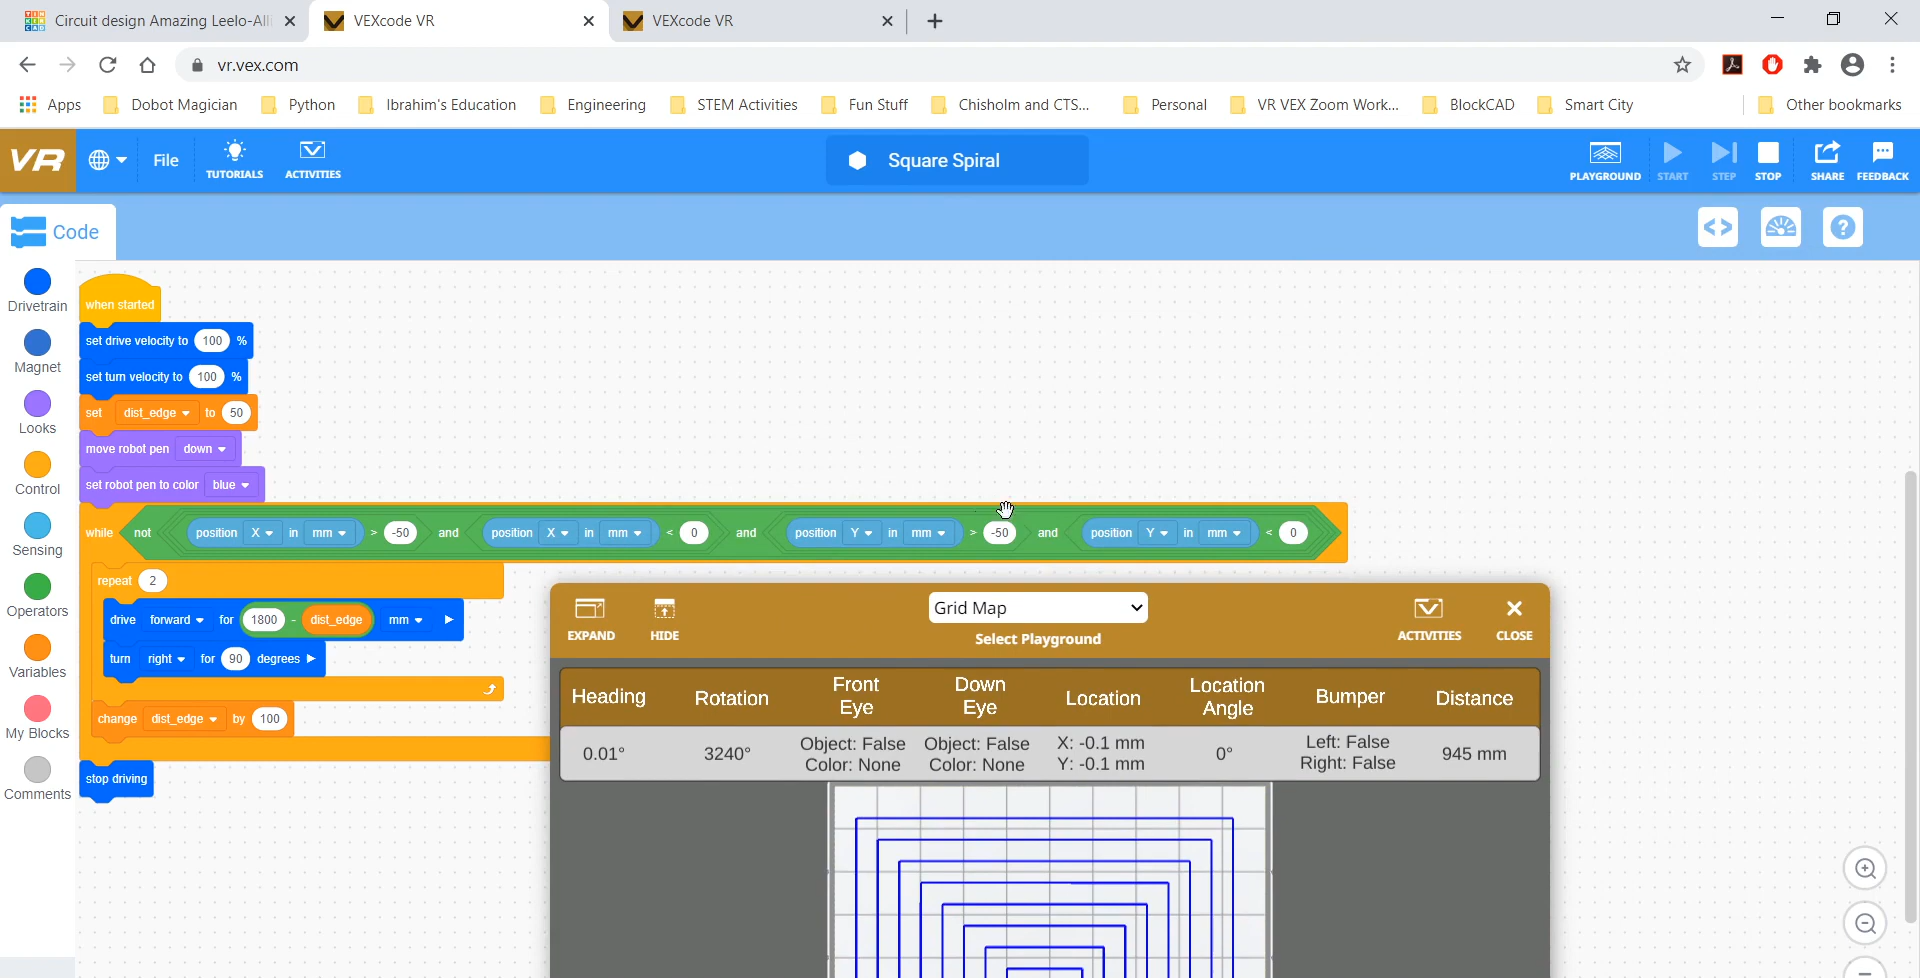 Circuit design Amazing Leelo-Alli
VEXcode VR
VEXcode VR
vr.vex.com
Apps
Dobot Magician
Python
Ibrahim's Education
Engineering
STEM Activities
Fun Stuff
Chisholm and CTS...
Personal
VR VEX Zoom Work...
BlockCAD
Smart City
Other bookmarks
VR
File
TUTORIALS
ACTIVITIES
Square Spiral
PLAYGROUND
START
STEP
STOP
SHARE
FEEDBACK
Code
Drivetrain
Magnet
Looks
Control
Sensing
Operators
Variables
My Blocks
Comments
when started
set drive velocity to 100 %
set turn velocity to 100 %
set dist_edge to 50
move robot pen down
set robot pen to color blue
while not position X in mm > -50 and position X in mm < 0 and position Y in mm > -50 and position Y in mm < 0
repeat 2
drive forward for 1800 - dist_edge mm
turn right for 90 degrees
change dist_edge by 100
stop driving
EXPAND
HIDE
Grid Map
Select Playground
ACTIVITIES
CLOSE
Heading Rotation Front Eye Down Eye Location Location Angle Bumper Distance
0.01° 3240° Object: False Color: None Object: False Color: None X: -0.1 mm Y: -0.1 mm 0° Left: False Right: False 945 mm